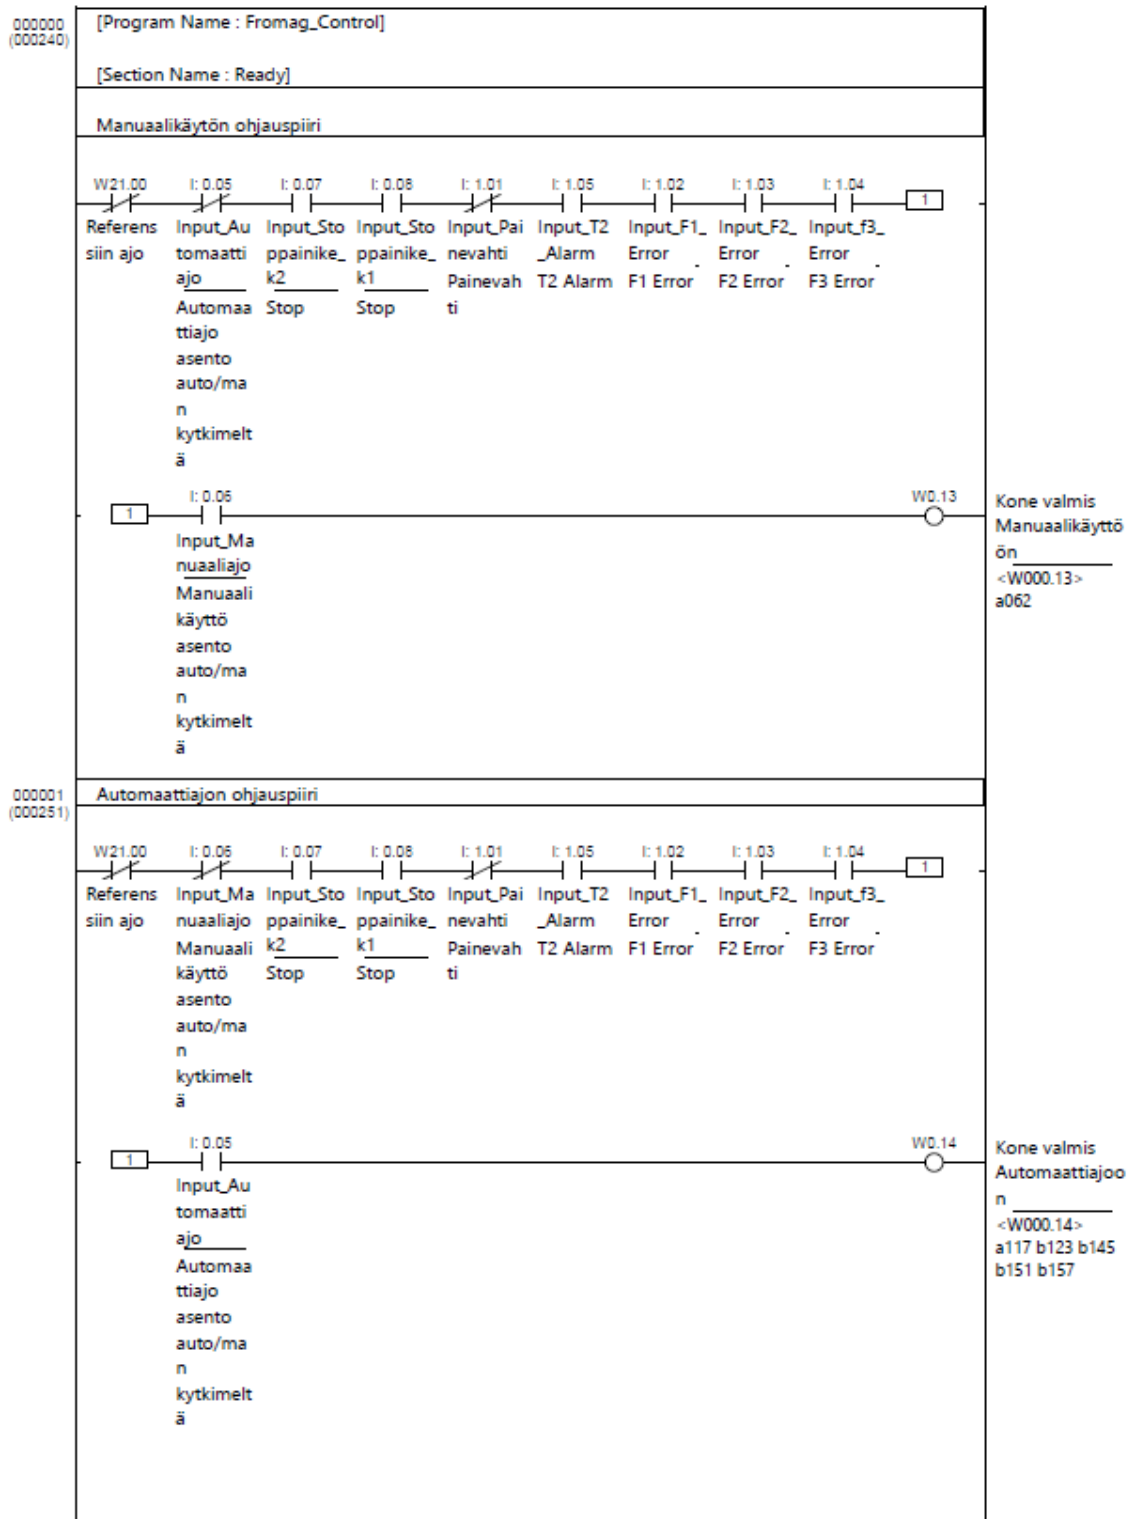 000000
(000240)
[Program Name : Fromag_Control]
[Section Name : Ready]
Manuaalikäytön ohjauspiiri
W21.00 I: 0.05 I: 0.07 I: 0.08 I: 1.01 I: 1.05 I: 1.02 I: 1.03 I: 1.04
1
Referens Input_Au Input_Sto Input_Sto Input_Pai Input_T2 Input_F1_ Input_F2_ Input_f3_
siin ajo tomaatti ppainike_ ppainike_ nevahti _Alarm Error Error Error
ajo k2 k1 Painevah T2 Alarm F1 Error F2 Error F3 Error
Automaa Stop Stop ti
ttiajo
asento
auto/ma
n
kytkimelt
ä
I: 0.06 W0.13
1
Input_Ma
nuaaliajo
Manuaali
käyttö
asento
auto/ma
n
kytkimelt
ä
Kone valmis
Manuaalikäyttö
ön
<W000.13>
a062
000001
(000251)
Automaattiajon ohjauspiiri
W21.00 I: 0.06 I: 0.07 I: 0.08 I: 1.01 I: 1.05 I: 1.02 I: 1.03 I: 1.04
1
Referens Input_Ma Input_Sto Input_Sto Input_Pai Input_T2 Input_F1_ Input_F2_ Input_f3_
siin ajo nuaaliajo ppainike_ ppainike_ nevahti _Alarm Error Error Error
Manuaali k2 k1 Painevah T2 Alarm F1 Error F2 Error F3 Error
käyttö Stop Stop ti
asento
auto/ma
n
kytkimelt
ä
I: 0.05 W0.14
1
Input_Au
tomaatti
ajo
Automaa
ttiajo
asento
auto/ma
n
kytkimelt
ä
Kone valmis
Automaattiajoo
n
<W000.14>
a117 b123 b145
b151 b157